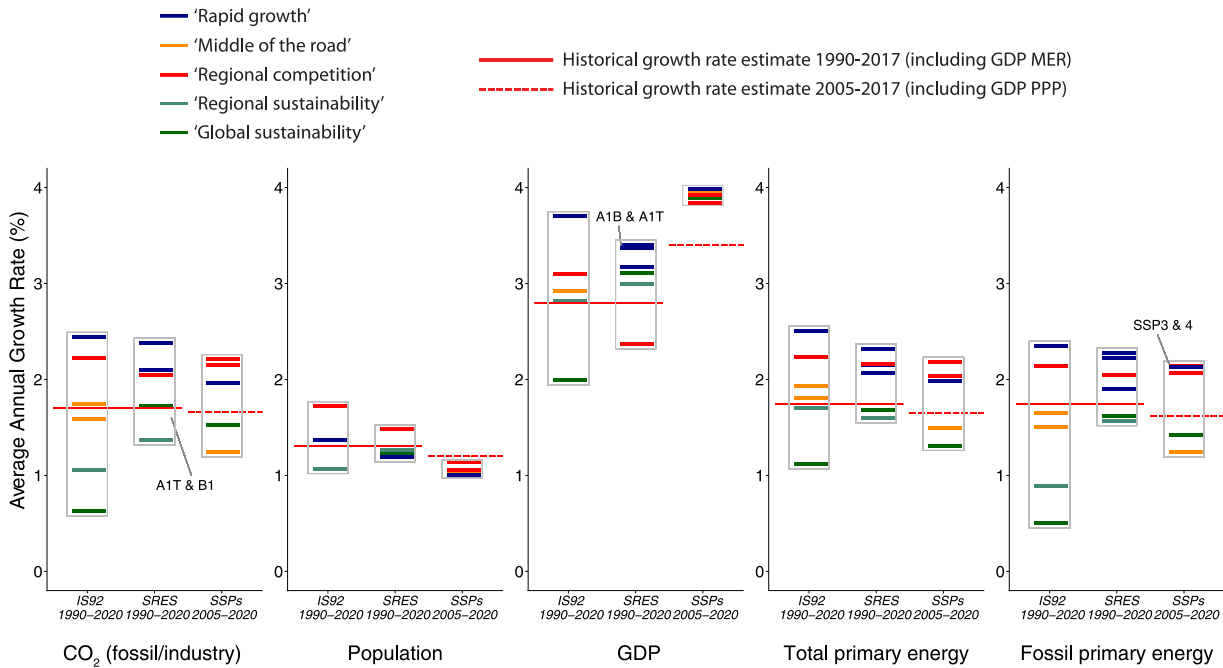 'Rapid growth'
'Middle of the road'
'Regional competition'
'Regional sustainability'
'Global sustainability'
Historical growth rate estimate 1990-2017 (including GDP MER)
Historical growth rate estimate 2005-2017 (including GDP PPP)
Average Annual Growth Rate (%)
4
3
2
1
0
A1T & B1
IS92 SRES SSPs
1990–2020 1990–2020 2005–2020
CO2 (fossil/industry)
4
3
2
1
0
IS92 SRES SSPs
1990–2020 1990–2020 2005–2020
Population
4
3
2
1
0
A1B & A1T
IS92 SRES SSPs
1990–2020 1990–2020 2005–2020
GDP
4
3
2
1
0
IS92 SRES SSPs
1990–2020 1990–2020 2005–2020
Total primary energy
4
3
2
1
0
SSP3 & 4
IS92 SRES SSPs
1990–2020 1990–2020 2005–2020
Fossil primary energy